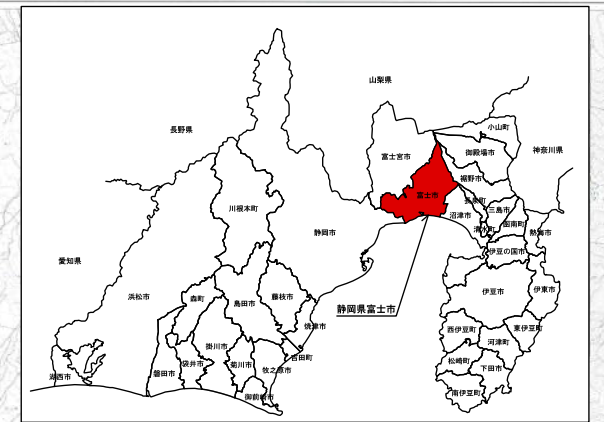 山梨県
長野県
神奈川県
愛知県
小山町
御殿場市
富士宮市
裾野市
富士市
長泉町
三島市
沼津市
清水町
函南町
熱海市
川根本町
静岡市
伊豆の国市
浜松市
森町
島田市
藤枝市
伊豆市
伊東市
静岡県富士市
焼津市
西伊豆町
東伊豆町
河津町
掛川市
吉田町
湖西市
磐田市
袋井市
菊川市
牧之原市
松崎町
下田市
御前崎市
南伊豆町